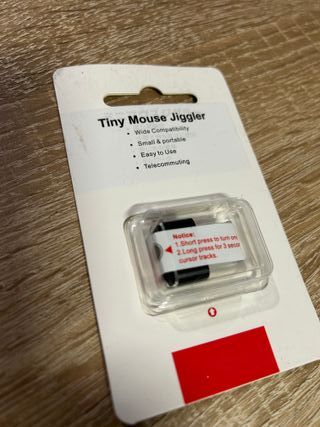 Tiny Mouse Jiggler
• Wide Compatibility
• Small & portable
• Easy to Use
• Telecommuting
Notice:
1.Short press to turn on
2.Long press for 3 secon
cursor tracks.